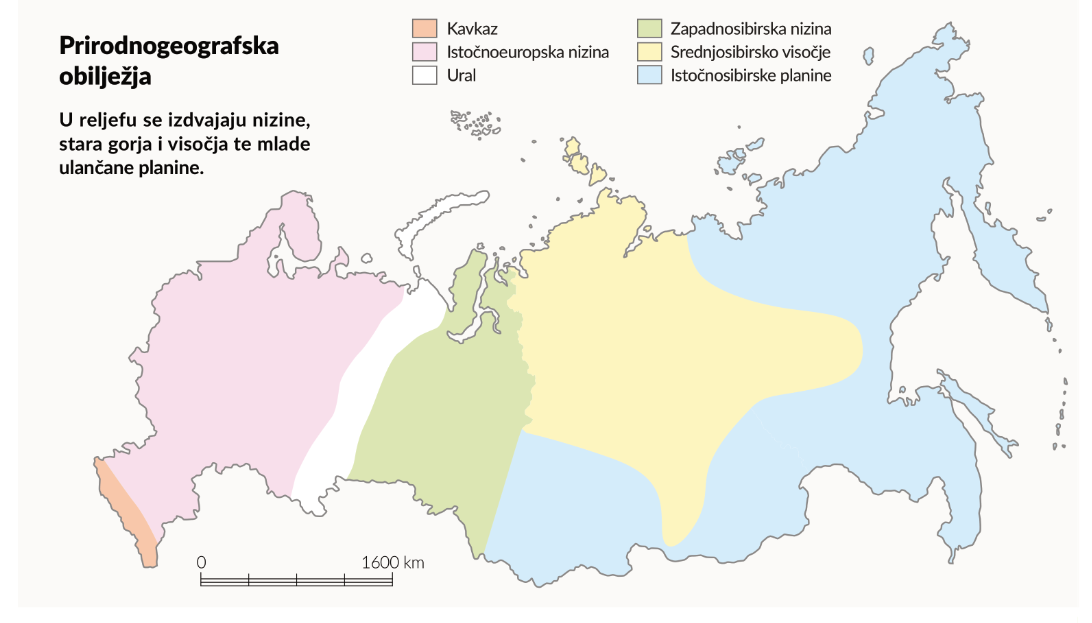 Prirodnogeografska
obilježja
U reljefu se izdvajaju nizine,
stara gorja i visočja te mlade
ulančane planine.
Kavkaz
Istočnoeuropska nizina
Ural
Zapadnosibirska nizina
Srednjosibirsko visočje
Istočnosibirske planine
0 1600 km